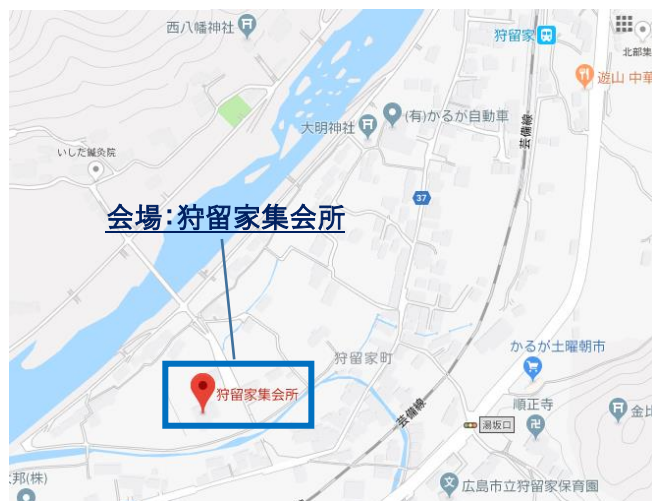 西八幡神社
狩留家
北部集
遊山 中華
(有)かるが自動車
大明神社
芸備線
いしだ鍼灸院
37
会場:狩留家集会所
狩留家町
かるが土曜朝市
狩留家集会所
芸備線
順正寺
金比
湯坂口
邦(株)
広島市立狩留家保育園